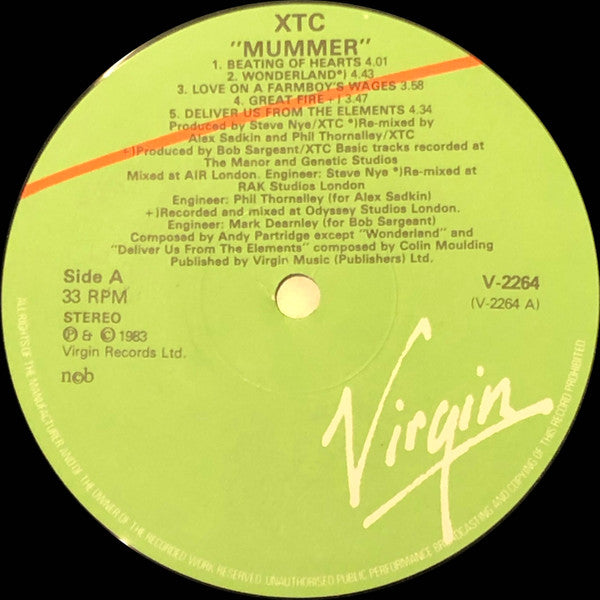 XTC
"MUMMER"
1. BEATING OF HEARTS 4.01
2. WONDERLAND*) 4.43
3. LOVE ON A FARMBOY'S WAGES 3.58
4. GREAT FIRE +) 3.47
5. DELIVER US FROM THE ELEMENTS 4.34
Produced by Steve Nye/XTC *)Re-mixed by
Alex Sadkin and Phil Thornalley/XTC
+)Produced by Bob Sargeant/XTC Basic tracks recorded at
The Manor and Genetic Studios
Mixed at AIR London. Engineer: Steve Nye *)Re-mixed at
RAK Studios London
Engineer: Phil Thornalley (for Alex Sadkin)
+)Recorded and mixed at Odyssey Studios London.
Engineer: Mark Dearnley (for Bob Sargeant)
Composed by Andy Partridge except "Wonderland" and
"Deliver Us From The Elements" composed by Colin Moulding
Published by Virgin Music (Publishers) Ltd.
Side A
33 RPM
STEREO
Ⓟ & © 1983
Virgin Records Ltd.
n©b
V-2264
(V-2264 A)
Virgin
ALL RIGHTS OF THE MANUFACTURER AND OF THE OWNER OF THE RECORDED WORK RESERVED. UNAUTHORISED PUBLIC PERFORMANCE BROADCASTING AND COPYING OF THIS RECORD PROHIBITED